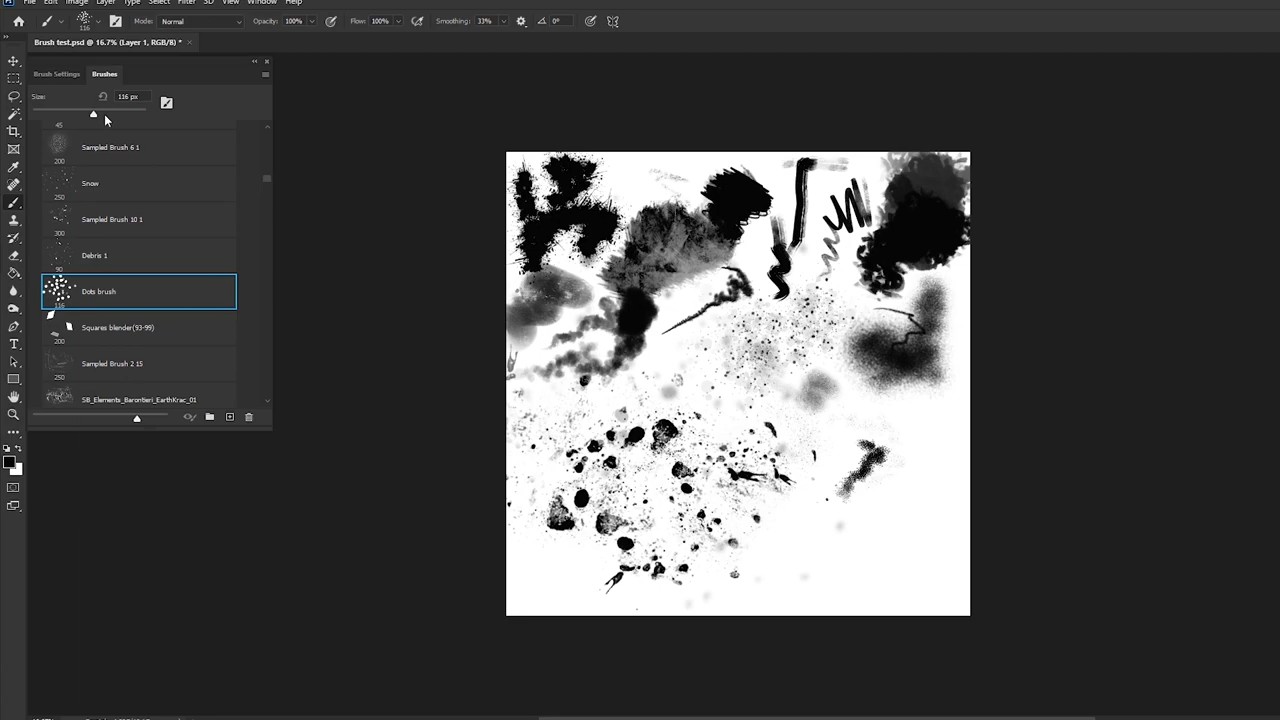 Ps File Edit Image Layer Type Select Filter 3D View Window Help
116 Mode: Normal Opacity: 100% Flow: 100% Smoothing: 33% 0°
Brush test.psd @ 16.7% (Layer 1, RGB/8) * ×
Brush Settings Brushes
Size: 116 px
45
Sampled Brush 6 1
200
Snow
250
Sampled Brush 10 1
300
Debris 1
90
Dots brush
116
Squares blender(93-99)
200
Sampled Brush 2 15
250
SB_Elements_Barontieri_EarthKrac_01